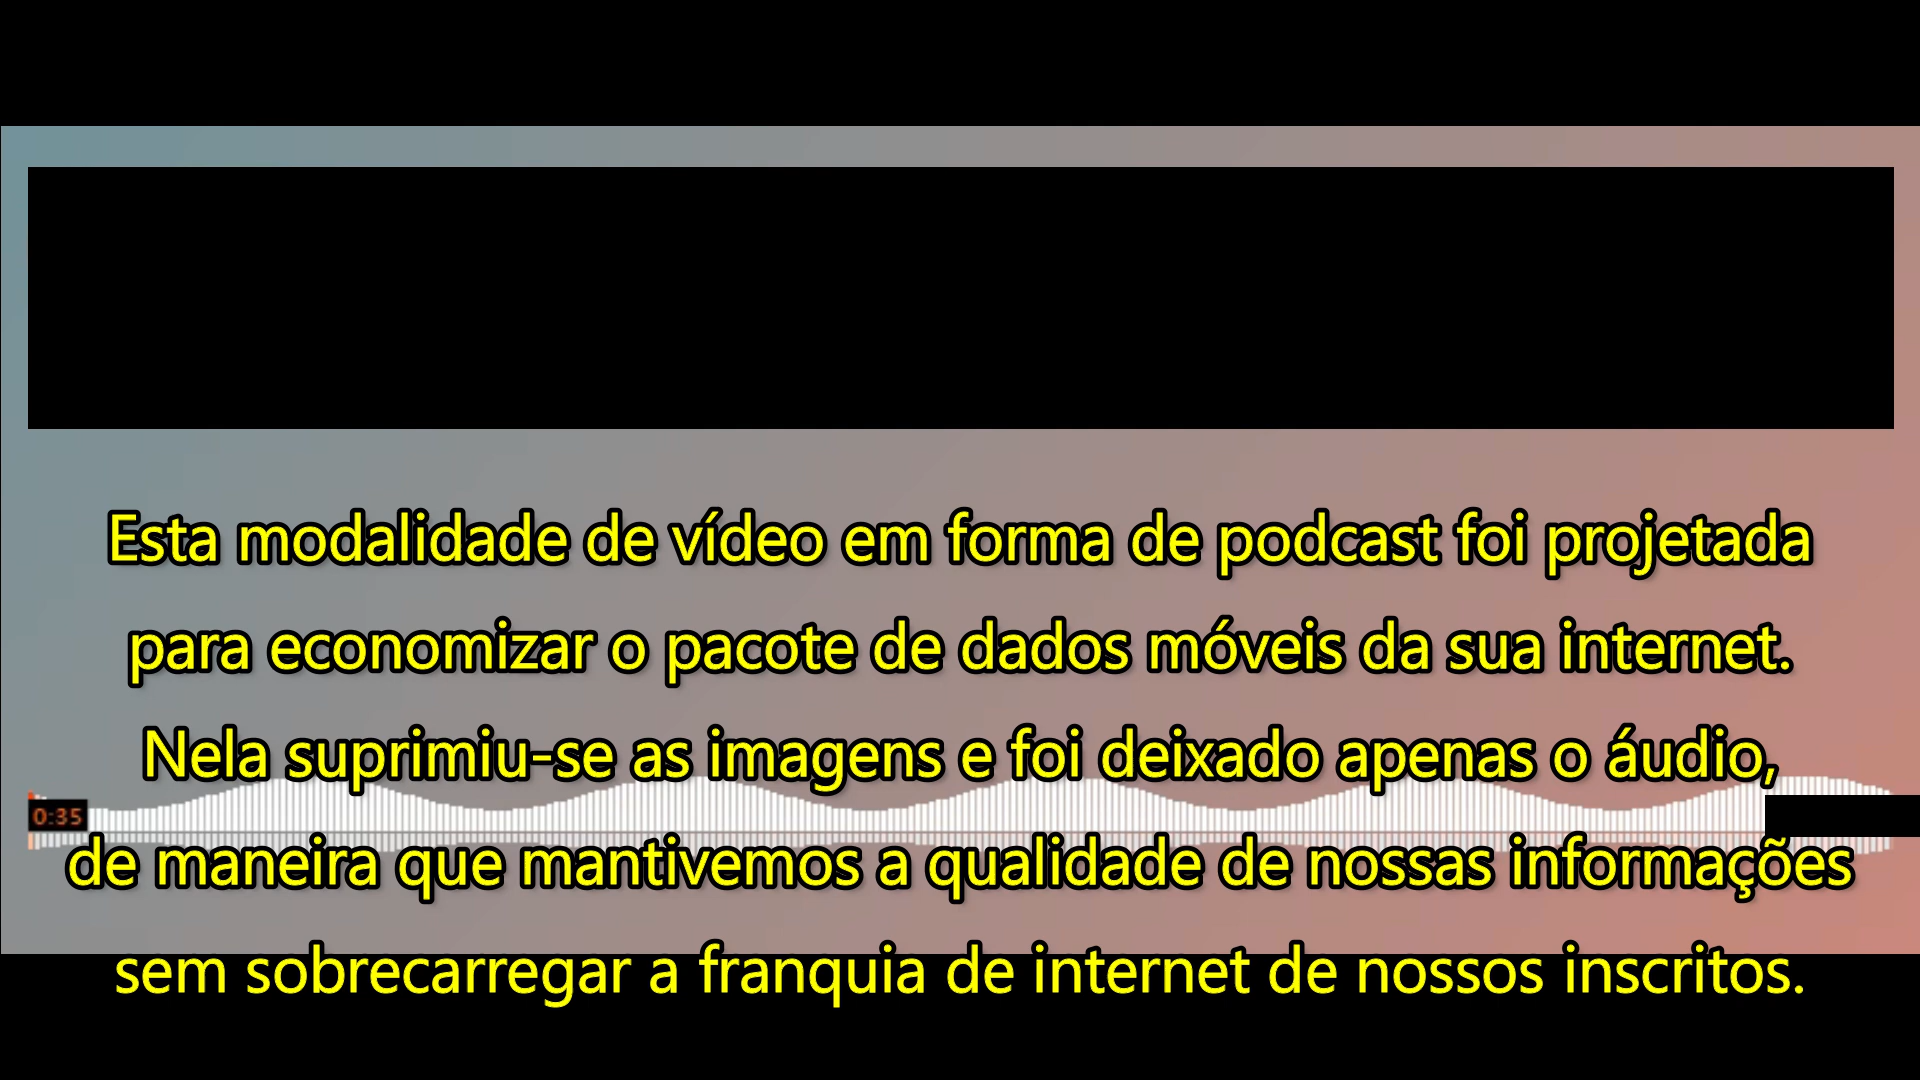 Esta modalidade de vídeo em forma de podcast foi projetada
para economizar o pacote de dados móveis da sua internet.
Nela suprimiu-se as imagens e foi deixado apenas o áudio,
0:35
de maneira que mantivemos a qualidade de nossas informações
sem sobrecarregar a franquia de internet de nossos inscritos.